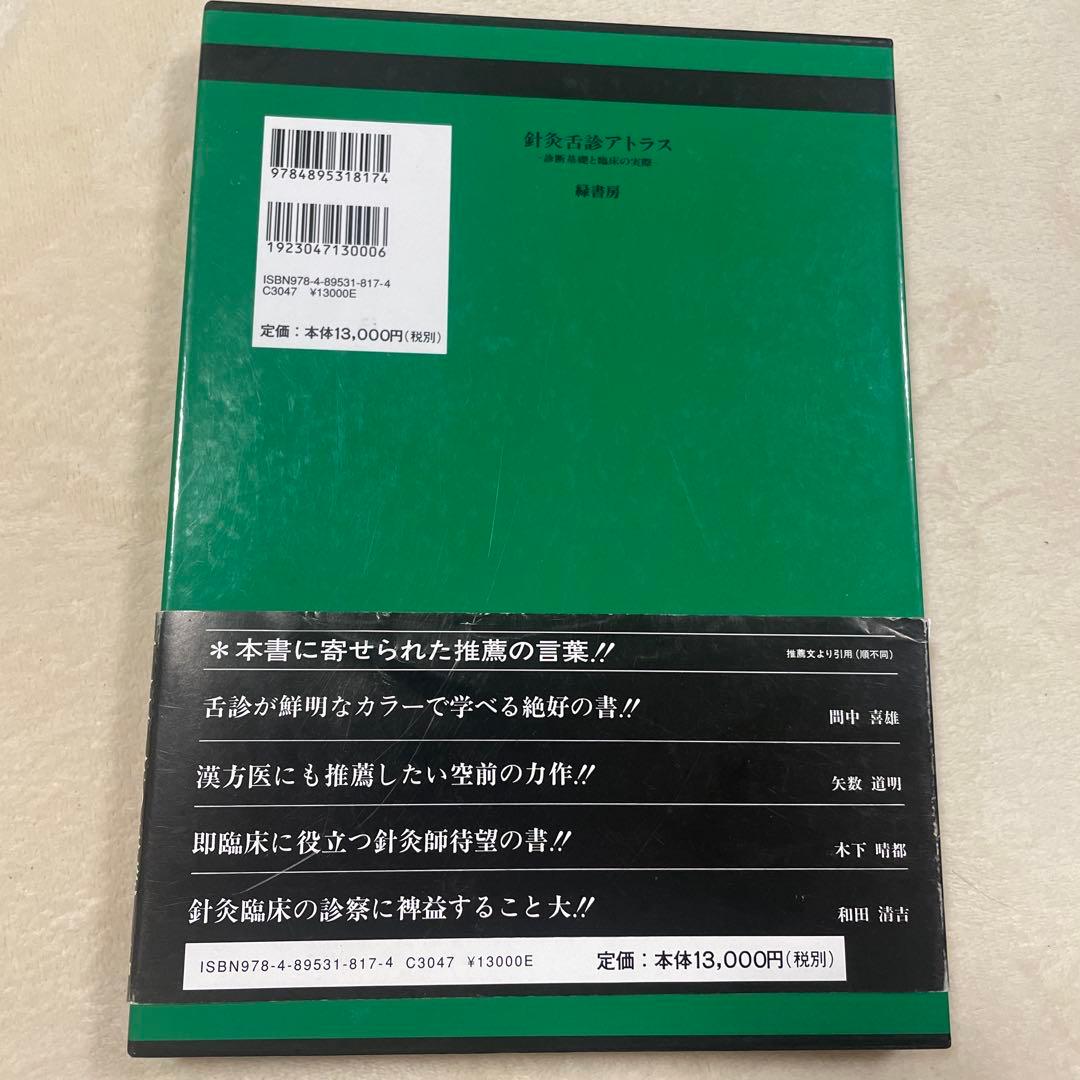 9784895318174
1923047130006
ISBN978-4-89531-817-4
C3047 ¥13000E
定価：本体13,000円(税別)
針灸舌診アトラス
-診断基礎と臨床の実際
緑書房
＊本書に寄せられた推薦の言葉!! 推薦文より引用(順不同)
舌診が鮮明なカラーで学べる絶好の書!! 間中 喜雄
漢方医にも推薦したい空前の力作!! 矢数 道明
即臨床に役立つ針灸師待望の書!! 木下 晴都
針灸臨床の診察に裨益すること大!! 和田 清吉
ISBN978-4-89531-817-4 C3047 ¥13000E 定価：本体13,000円(税別)